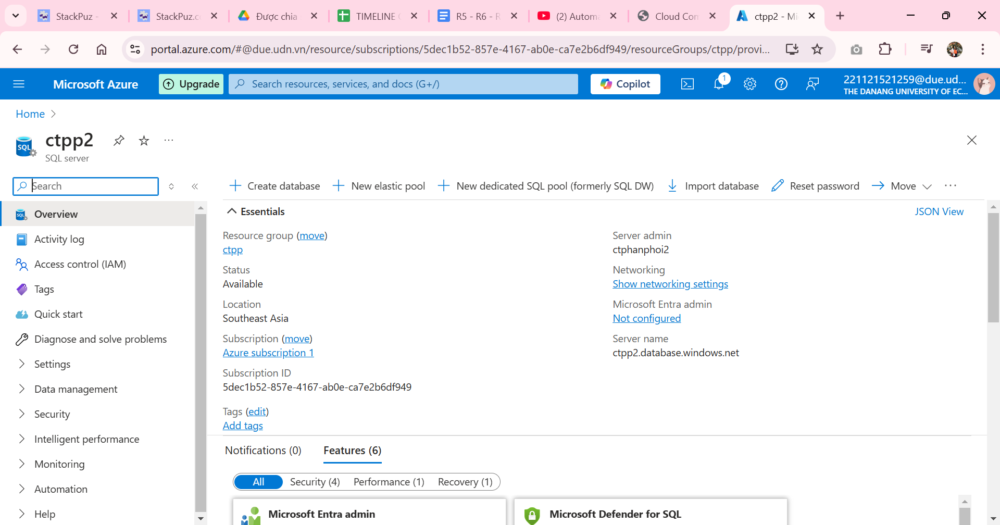 StackPuz -
StackPuz.c
Được chia
TIMELINE
R5 - R6 - R
(2) Autom
Cloud Con
ctpp2 - Mi
portal.azure.com/#@due.udn.vn/resource/subscriptions/5dec1b52-857e-4167-ab0e-ca7e2b6df949/resourceGroups/ctpp/provi...
Microsoft Azure
Upgrade
Search resources, services, and docs (G+/)
Copilot
1
221121521259@due.ud...
THE DANANG UNIVERSITY OF EC...
Home
ctpp2
SQL server
SQL
Search
Create database
New elastic pool
New dedicated SQL pool (formerly SQL DW)
Import database
Reset password
Move
Overview
Activity log
Access control (IAM)
Tags
Quick start
Diagnose and solve problems
Settings
Data management
Security
Intelligent performance
Monitoring
Automation
Help
Essentials
JSON View
Resource group (move)
ctpp
Status
Available
Location
Southeast Asia
Subscription (move)
Azure subscription 1
Subscription ID
5dec1b52-857e-4167-ab0e-ca7e2b6df949
Tags (edit)
Add tags
Server admin
ctphanphoi2
Networking
Show networking settings
Microsoft Entra admin
Not configured
Server name
ctpp2.database.windows.net
Notifications (0)
Features (6)
All
Security (4)
Performance (1)
Recovery (1)
Microsoft Entra admin
Microsoft Defender for SQL